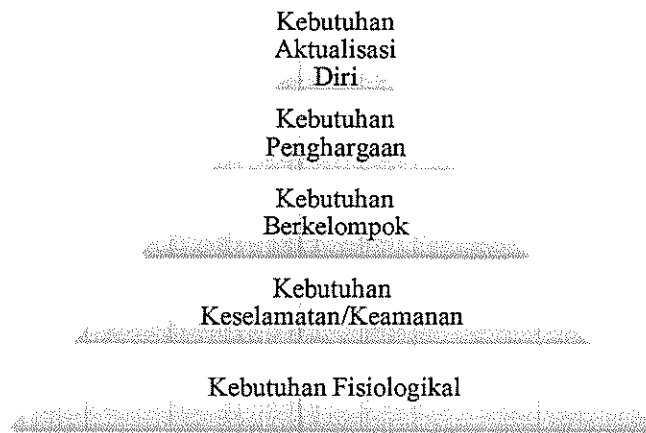 Kebutuhan
Aktualisasi
Diri
Kebutuhan
Penghargaan
Kebutuhan
Berkelompok
Kebutuhan
Keselamatan/Keamanan
Kebutuhan Fisiologikal